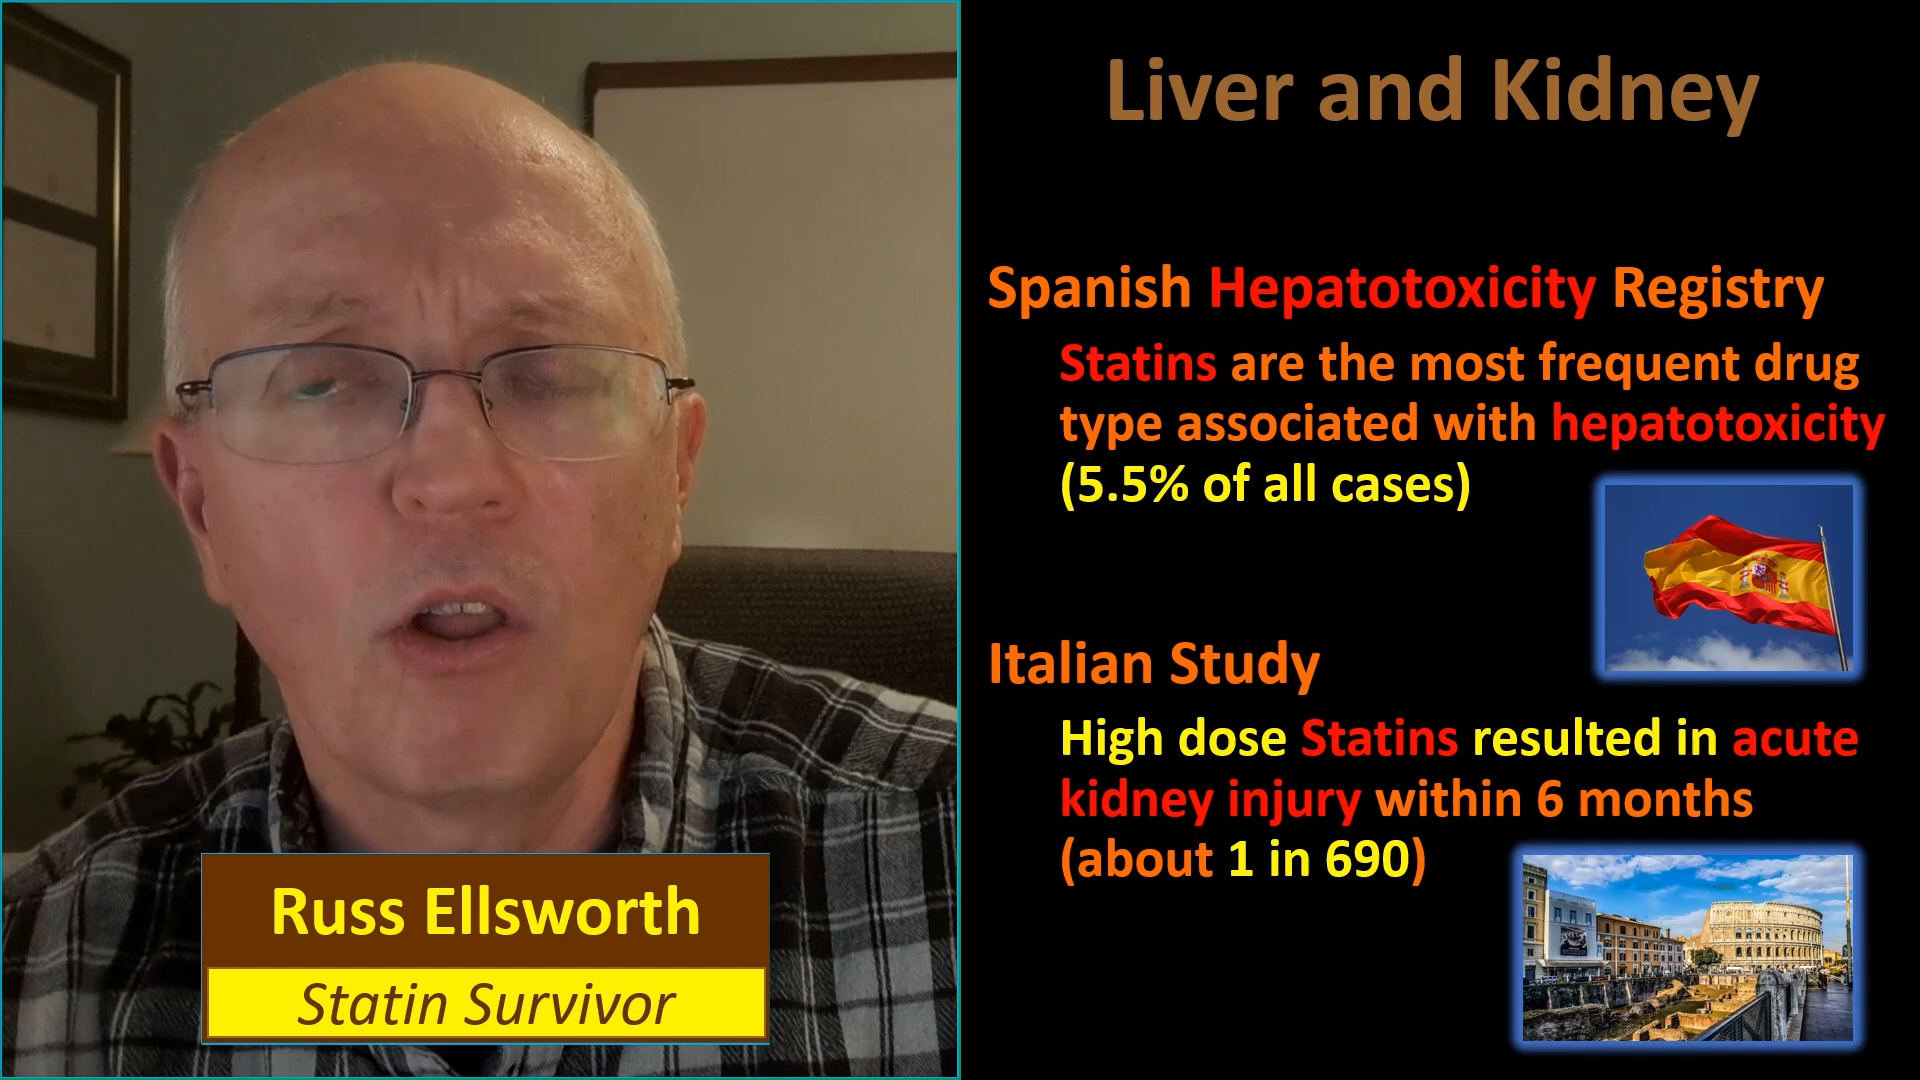 Liver and Kidney
Spanish Hepatotoxicity Registry
Statins are the most frequent drug
type associated with hepatotoxicity
(5.5% of all cases)
Italian Study
High dose Statins resulted in acute
kidney injury within 6 months
(about 1 in 690)
Russ Ellsworth
Statin Survivor